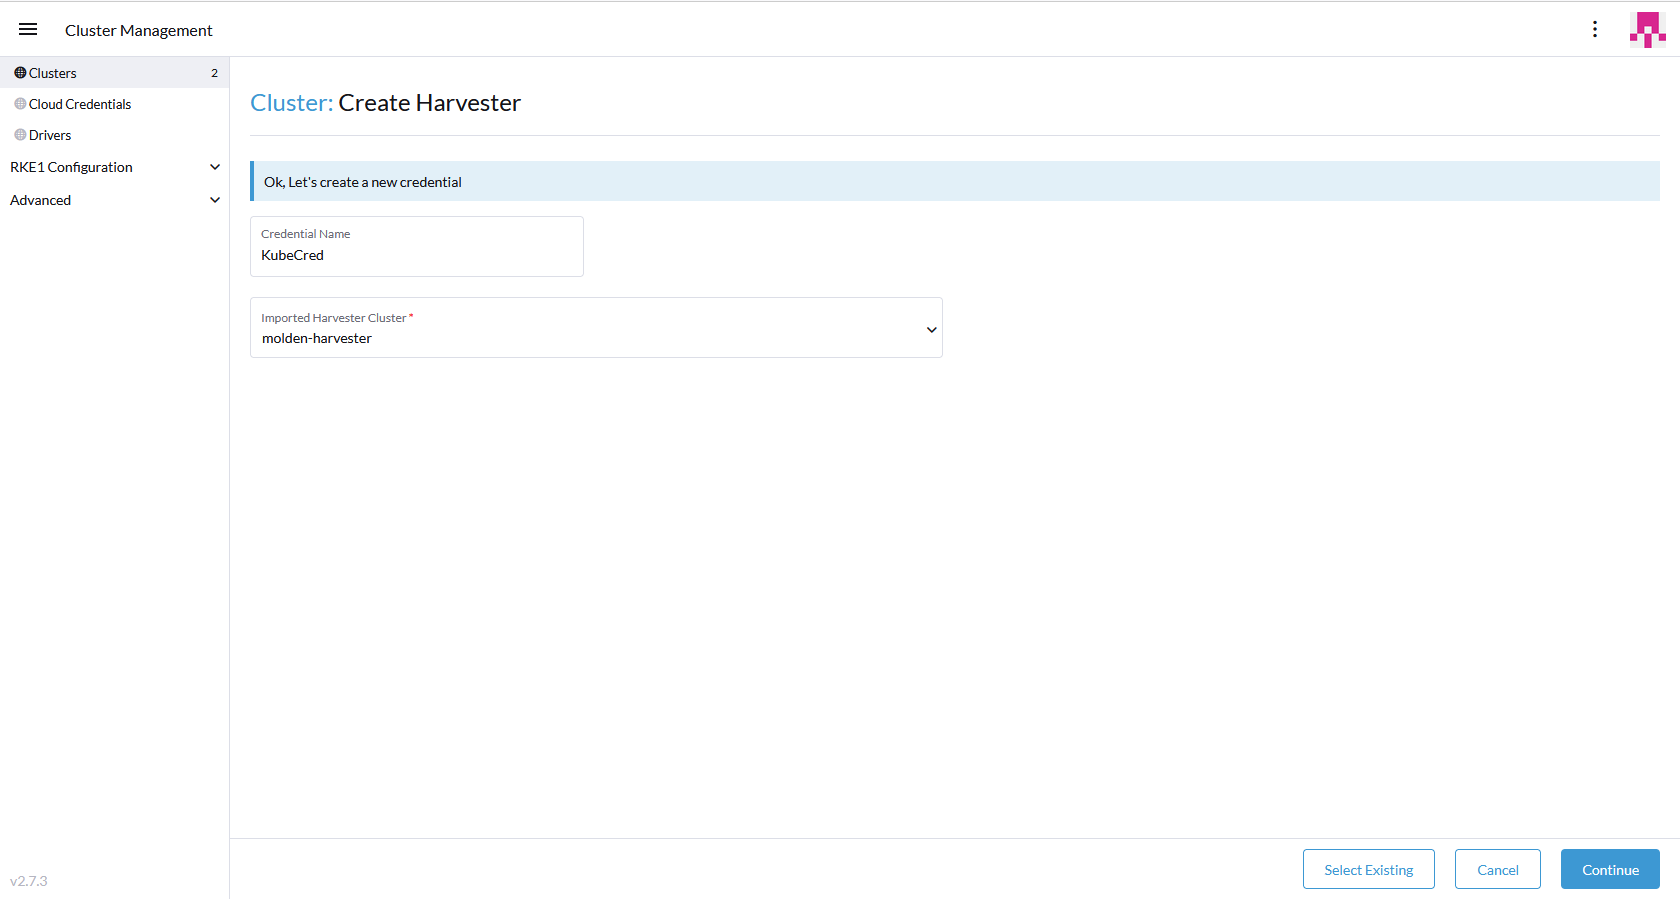 Cluster Management
Clusters 2
Cloud Credentials
Drivers
RKE1 Configuration
Advanced
v2.7.3
Cluster: Create Harvester
Ok, Let's create a new credential
Credential Name
KubeCred
Imported Harvester Cluster*
molden-harvester
Select Existing
Cancel
Continue